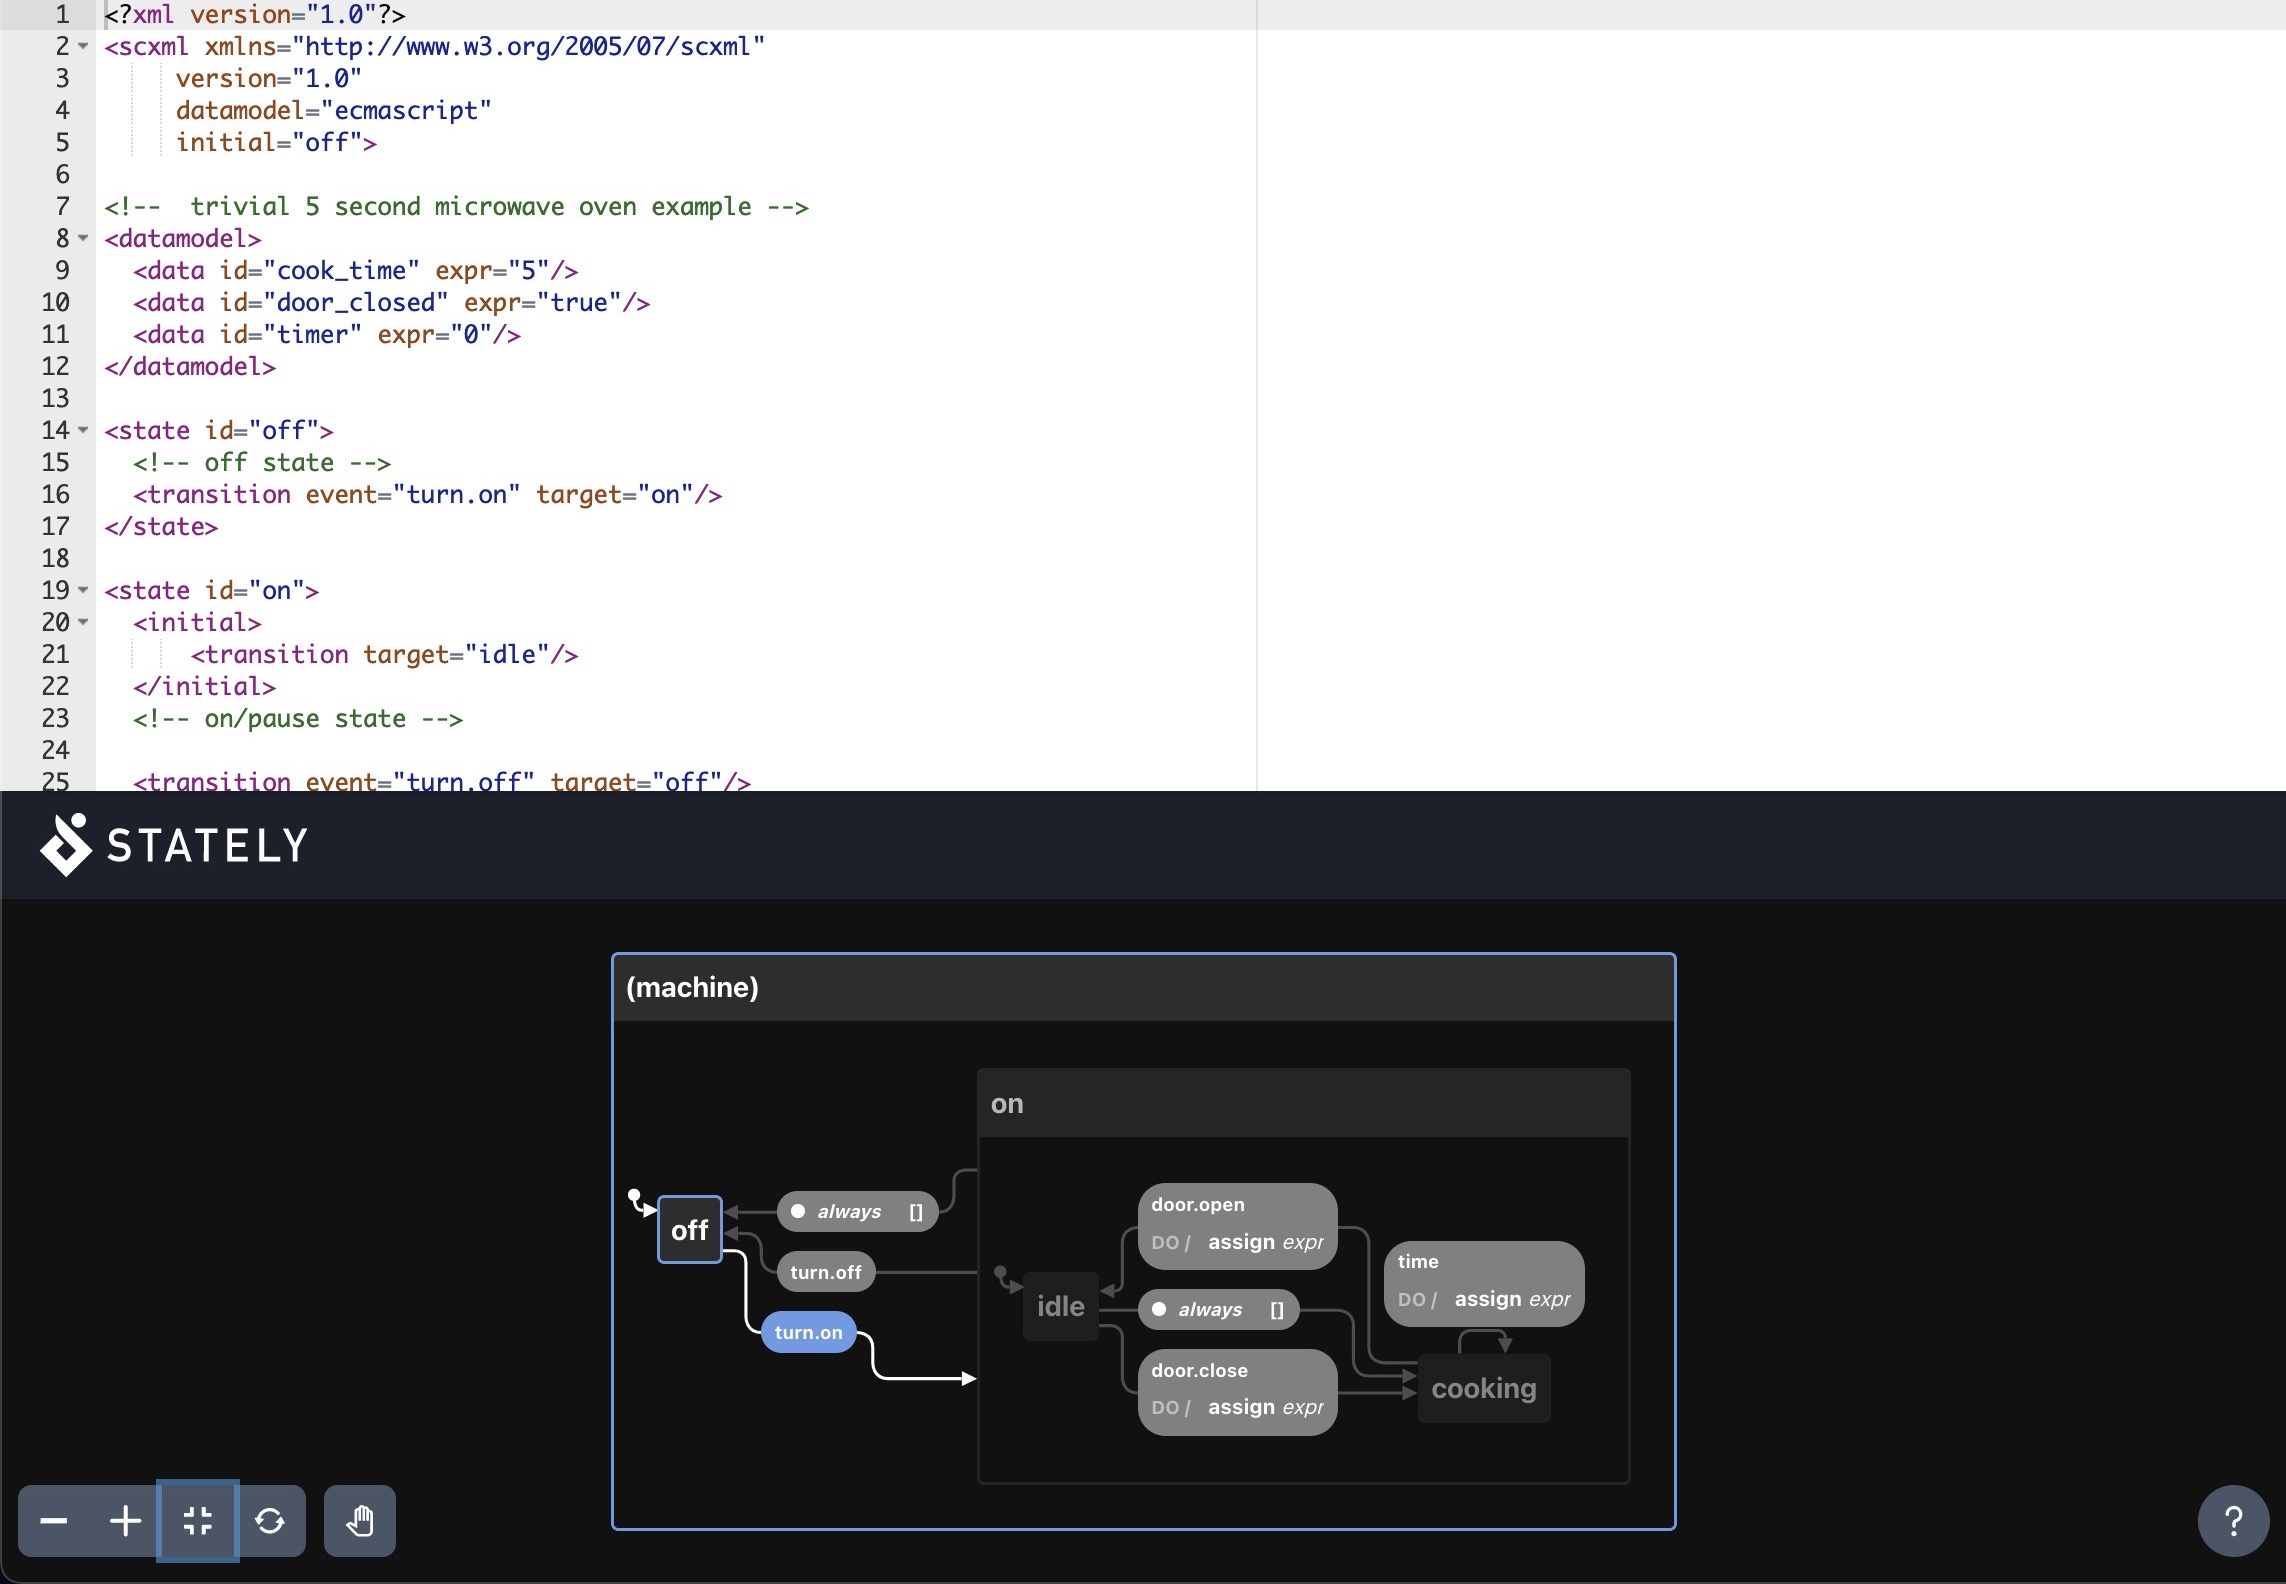 1 <?xml version="1.0"?>
2 <scxml xmlns="http://www.w3.org/2005/07/scxml"
3 version="1.0"
4 datamodel="ecmascript"
5 initial="off">
6
7 <!--  trivial 5 second microwave oven example -->
8 <datamodel>
9 <data id="cook_time" expr="5"/>
10 <data id="door_closed" expr="true"/>
11 <data id="timer" expr="0"/>
12 </datamodel>
13
14 <state id="off">
15 <!-- off state -->
16 <transition event="turn.on" target="on"/>
17 </state>
18
19 <state id="on">
20 <initial>
21 <transition target="idle"/>
22 </initial>
23 <!-- on/pause state -->
24
25 <transition event="turn.off" target="off"/>
STATELY
(machine)
on
off
always []
turn.off
turn.on
idle
door.open
DO / assign expr
always []
door.close
DO / assign expr
time
DO / assign expr
cooking
?